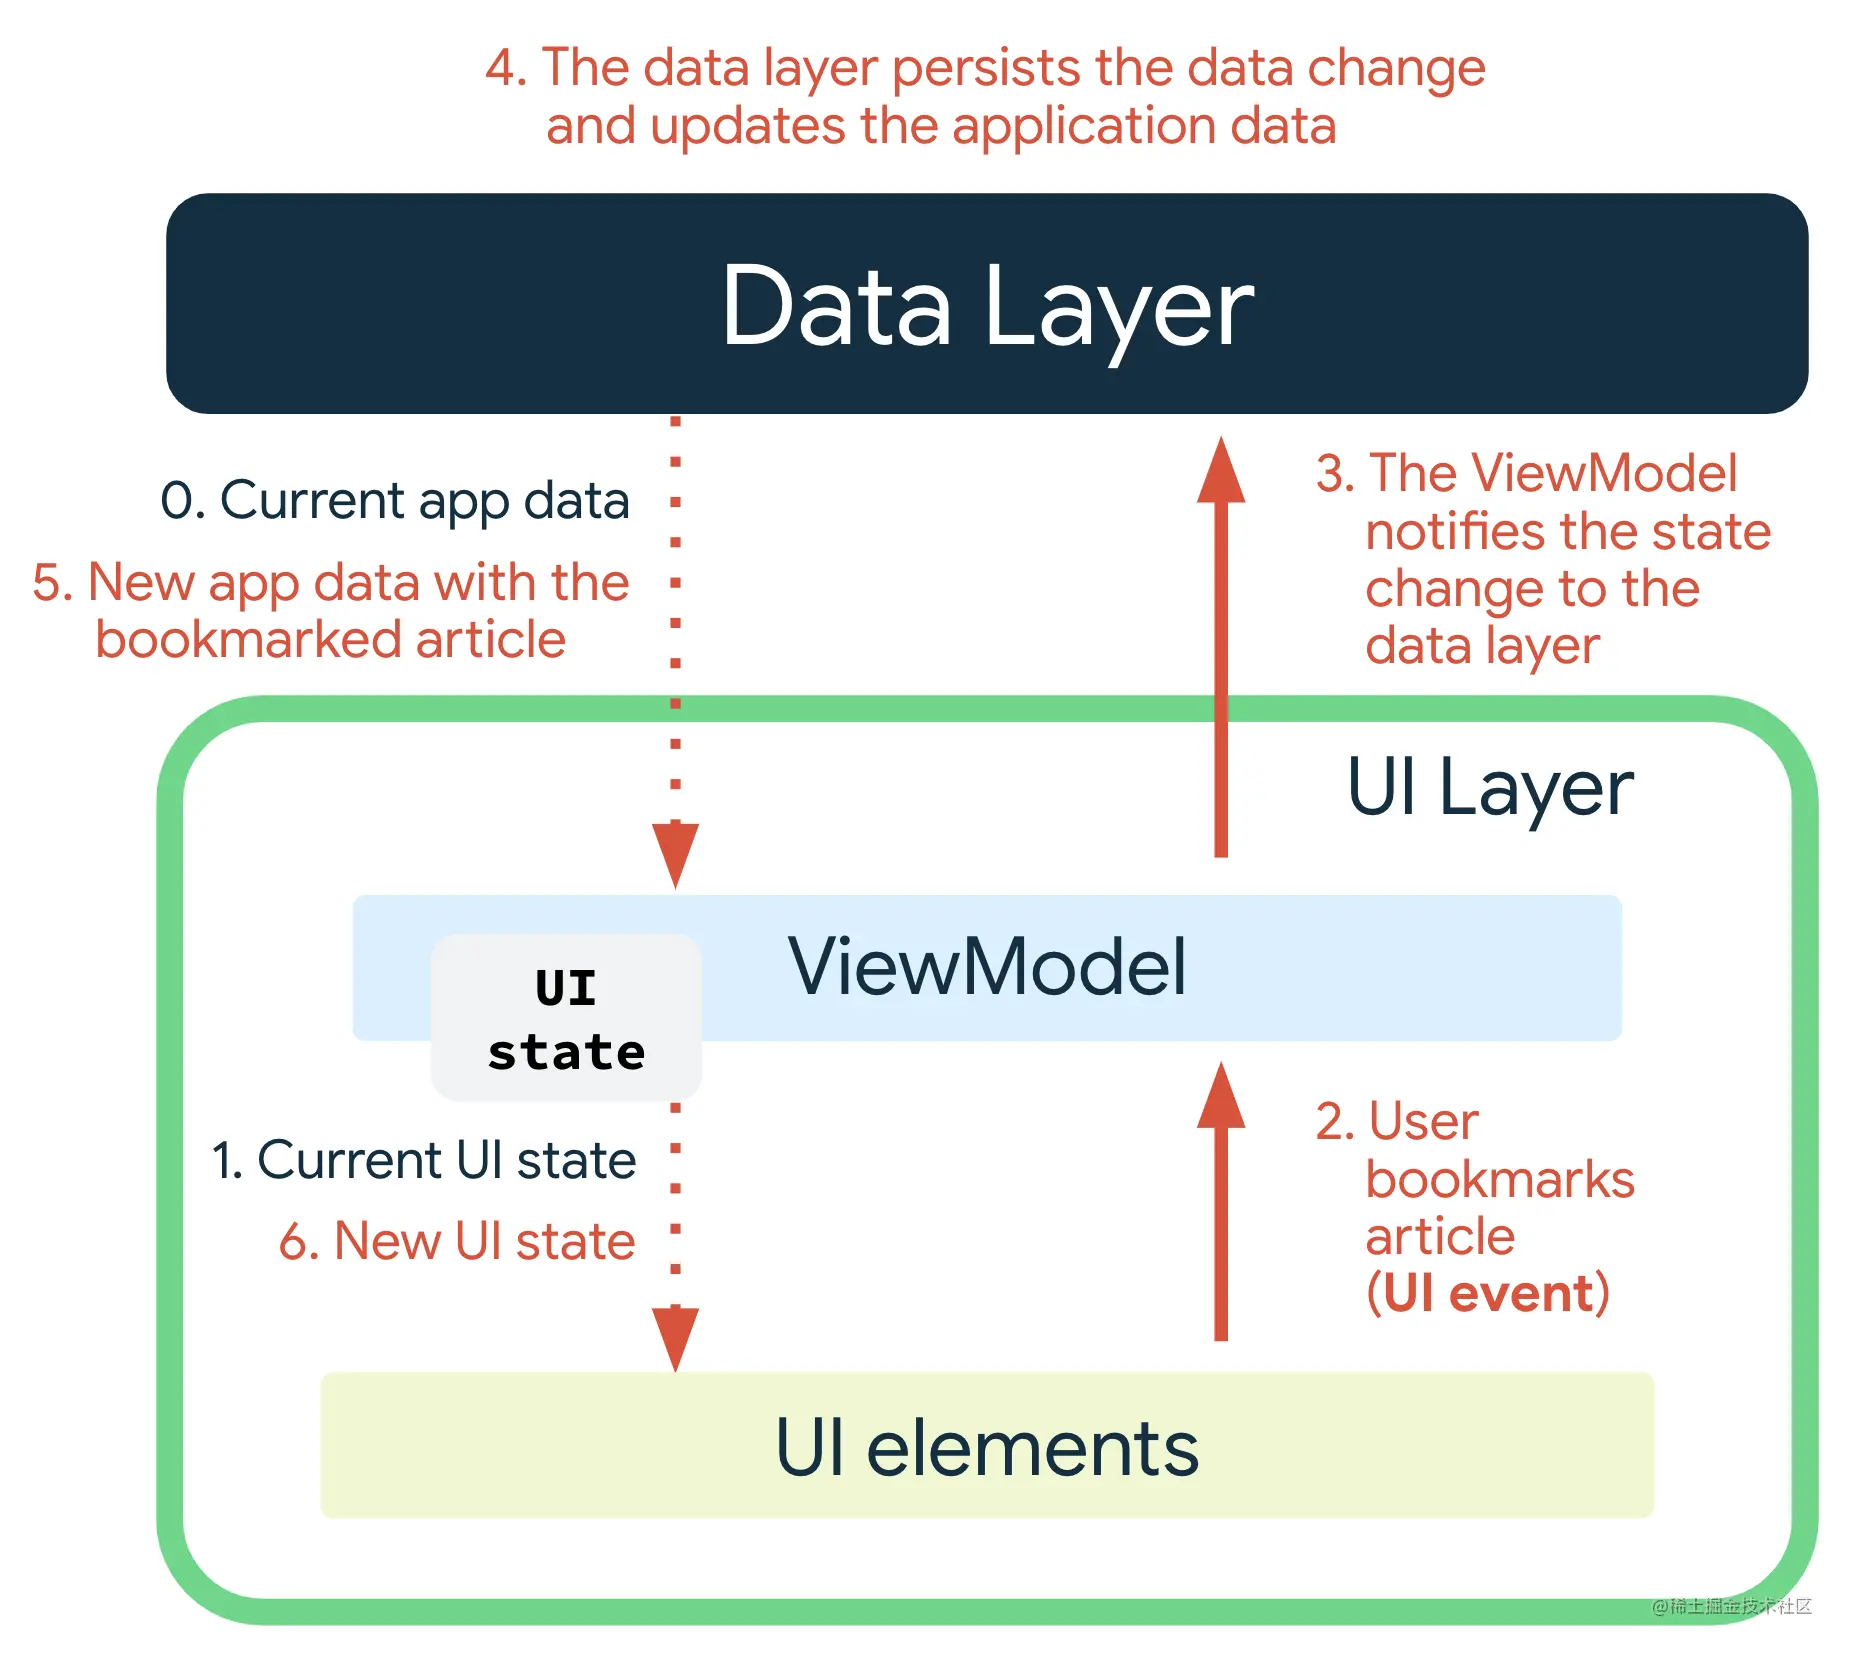 4. The data layer persists the data change
and updates the application data
Data Layer
0. Current app data
5. New app data with the
bookmarked article
3. The ViewModel
notifies the state
change to the
data layer
UI Layer
ViewModel
UI
state
1. Current UI state
6. New UI state
2. User
bookmarks
article
(UI event)
UI elements
@稀土掘金技术社区